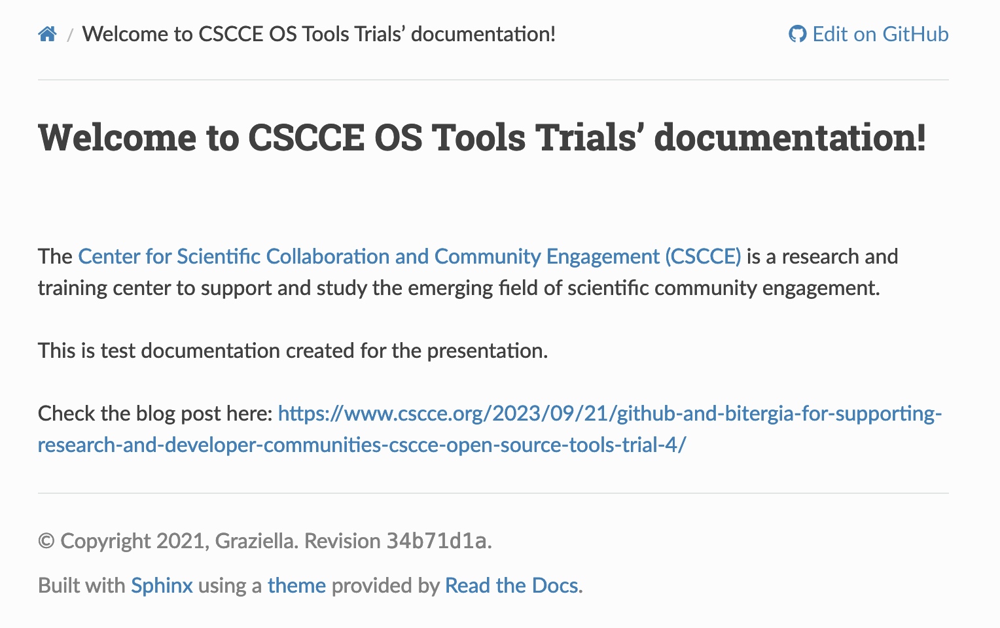 / Welcome to CSCCE OS Tools Trials’ documentation! Edit on GitHub
Welcome to CSCCE OS Tools Trials’ documentation!
The Center for Scientific Collaboration and Community Engagement (CSCCE) is a research and
training center to support and study the emerging field of scientific community engagement.
This is test documentation created for the presentation.
Check the blog post here: https://www.cscce.org/2023/09/21/github-and-bitergia-for-supporting-
research-and-developer-communities-cscce-open-source-tools-trial-4/
© Copyright 2021, Graziella. Revision 34b71d1a.
Built with Sphinx using a theme provided by Read the Docs.